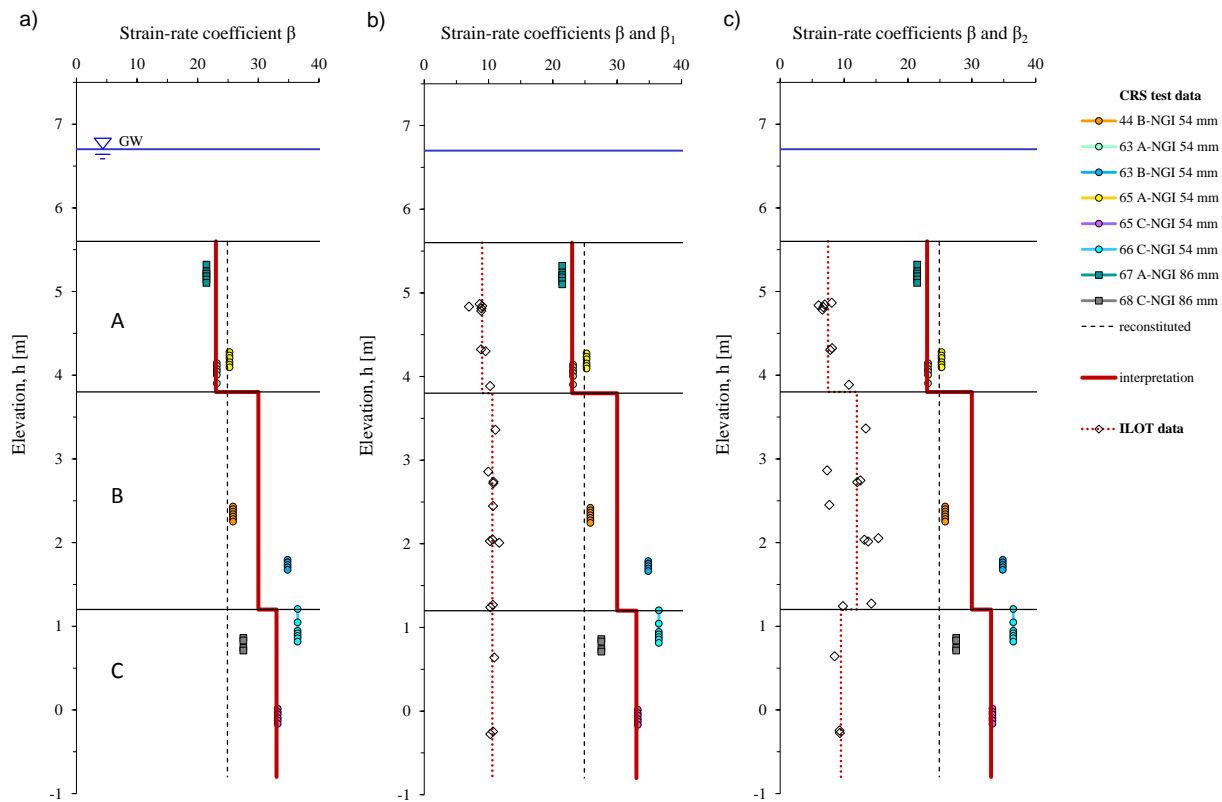 a)
Strain-rate coefficient β
0 10 20 30 40
7
6
5
4
3
2
1
0
-1
Elevation, h [m]
GW
A
B
C
b)
Strain-rate coefficients β and β₁
0 10 20 30 40
7
6
5
4
3
2
1
0
-1
Elevation, h [m]
c)
Strain-rate coefficients β and β₂
0 10 20 30 40
7
6
5
4
3
2
1
0
-1
Elevation, h [m]
CRS test data
44 B-NGI 54 mm
63 A-NGI 54 mm
63 B-NGI 54 mm
65 A-NGI 54 mm
65 C-NGI 54 mm
66 C-NGI 54 mm
67 A-NGI 86 mm
68 C-NGI 86 mm
reconstituted
interpretation
ILOT data